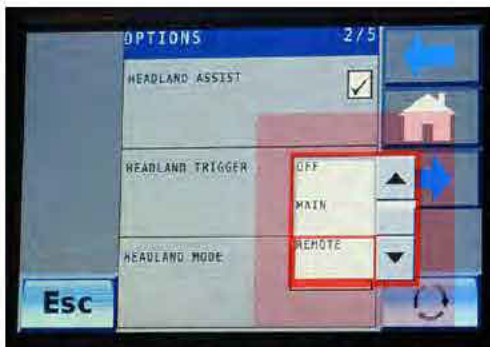 OPTIONS 2/5
HEADLAND ASSIST
HEADLAND TRIGGER
OFF
MAIN
REMOTE
HEADLAND MODE
Esc